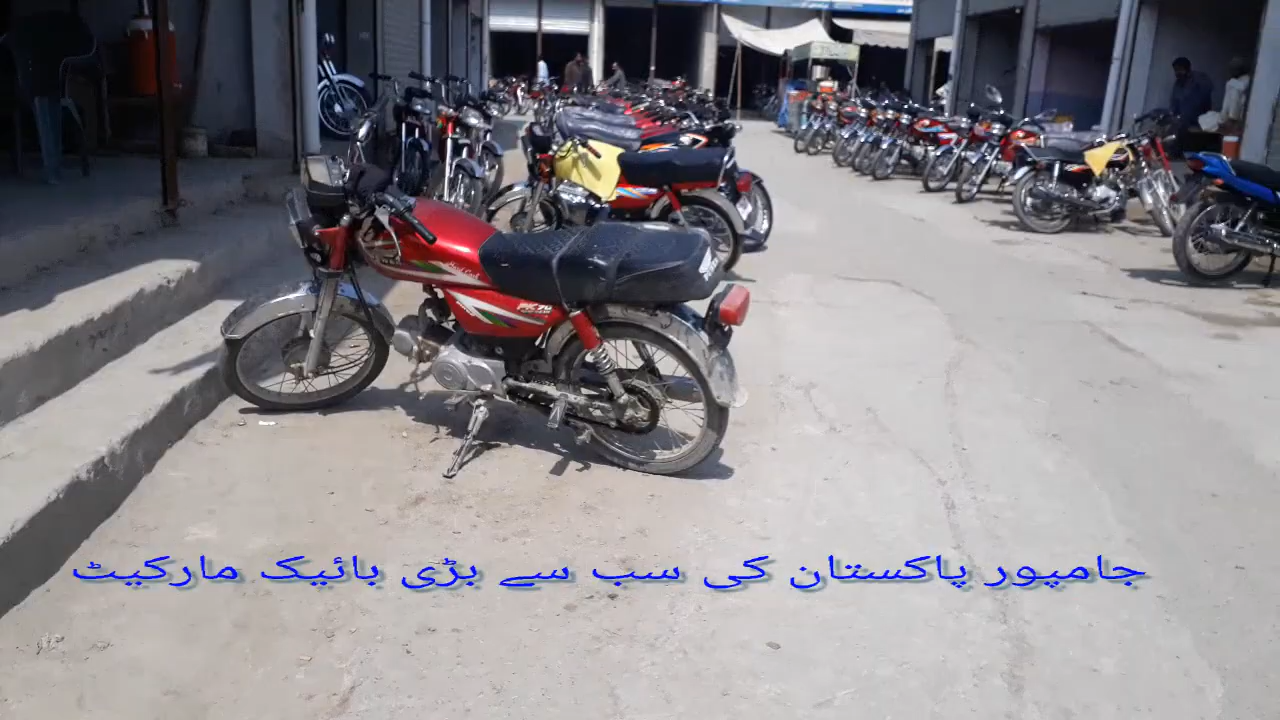 جامپور پاکستان کی سب سے بڑی بائیک مارکیٹ